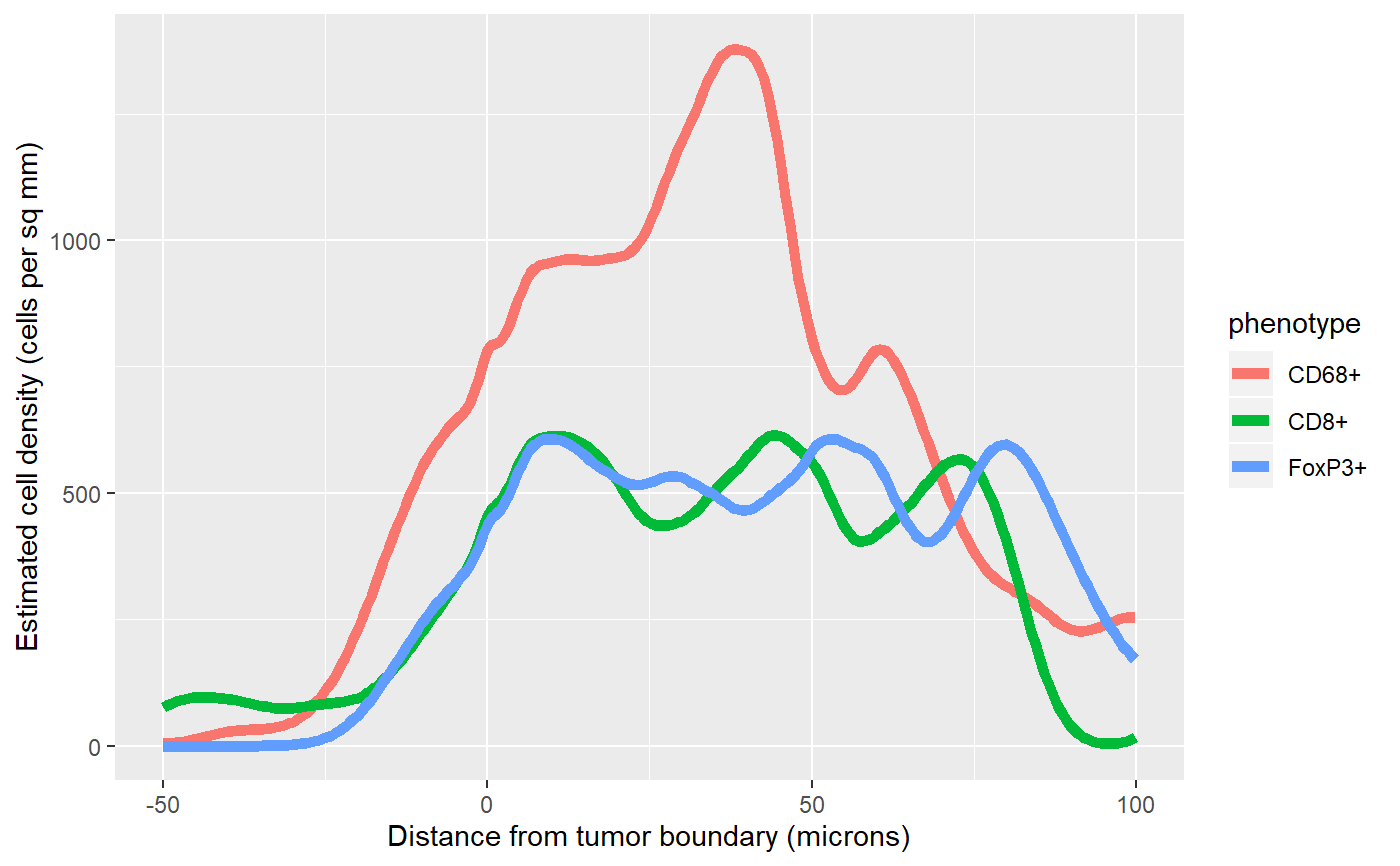 Estimated cell density (cells per sq mm)
1000
500
0
-50 0 50 100
Distance from tumor boundary (microns)
phenotype
CD68+
CD8+
FoxP3+